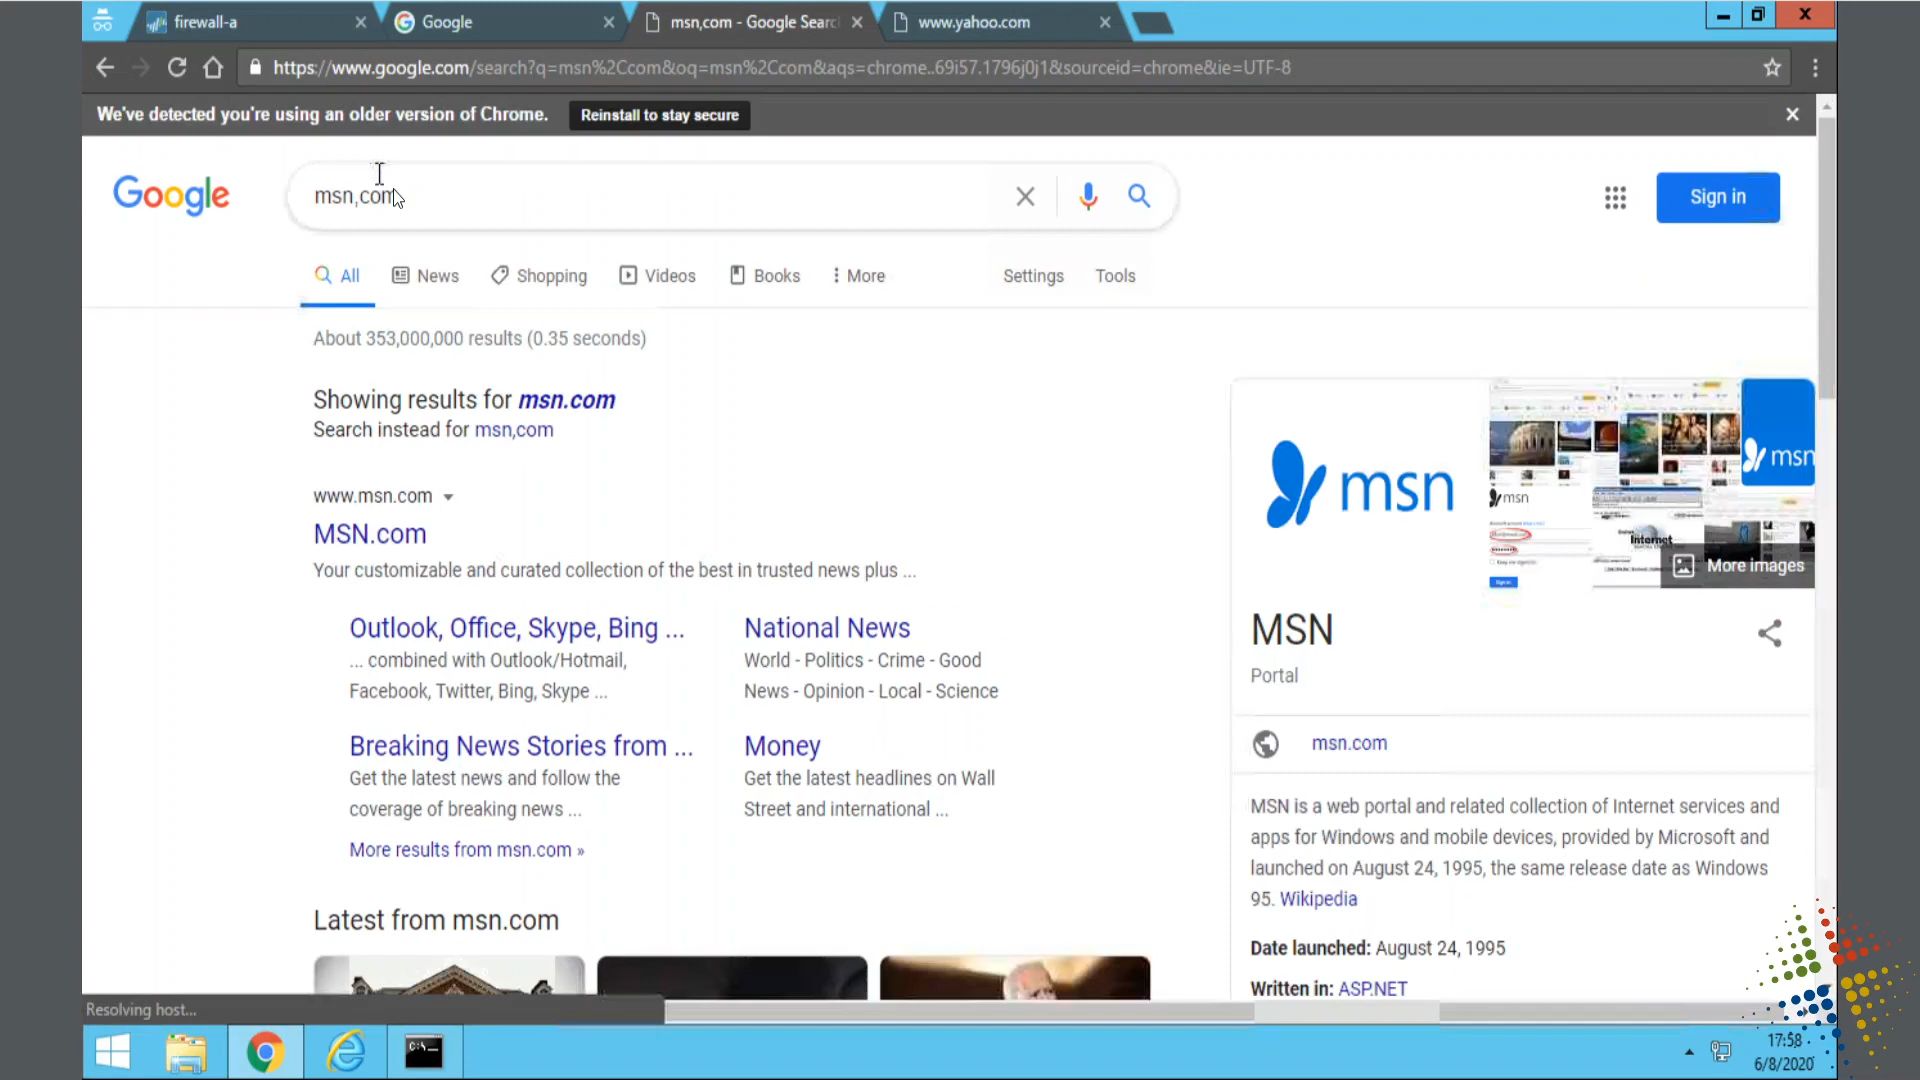 firewall-a
Google
msn,com - Google Searc
www.yahoo.com
https://www.google.com/search?q=msn%2Ccom&oq=msn%2Ccom&aqs=chrome..69i57.1796j0j1&sourceid=chrome&ie=UTF-8
We've detected you're using an older version of Chrome. Reinstall to stay secure
Google
msn,com
Sign in
All News Shopping Videos Books More Settings Tools
About 353,000,000 results (0.35 seconds)
Showing results for msn.com
Search instead for msn,com
www.msn.com
MSN.com
Your customizable and curated collection of the best in trusted news plus ...
Outlook, Office, Skype, Bing ...
... combined with Outlook/Hotmail,
Facebook, Twitter, Bing, Skype ...
National News
World - Politics - Crime - Good
News - Opinion - Local - Science
Breaking News Stories from ...
Get the latest news and follow the
coverage of breaking news ...
Money
Get the latest headlines on Wall
Street and international ...
More results from msn.com »
Latest from msn.com
msn
msn
msn
Internet
More images
MSN
Portal
msn.com
MSN is a web portal and related collection of Internet services and
apps for Windows and mobile devices, provided by Microsoft and
launched on August 24, 1995, the same release date as Windows
95. Wikipedia
Date launched: August 24, 1995
Written in: ASP.NET
Resolving host...
C:\
17:58
6/8/2020